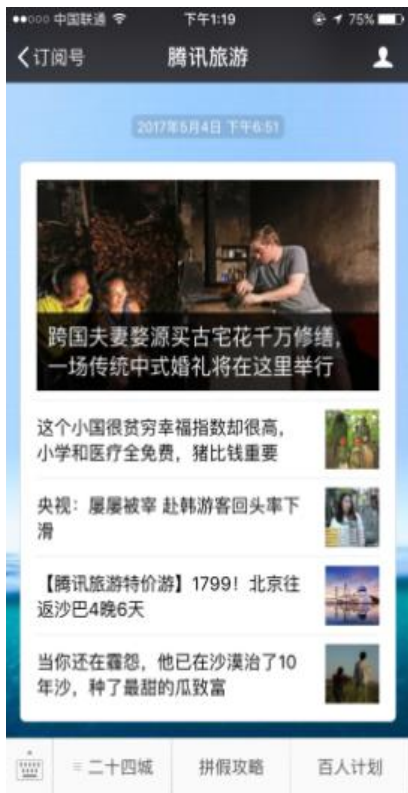 中国联通 下午1:19 75%
订阅号 腾讯旅游
2017年5月4日 下午6:51
跨国夫妻婺源买古宅花千万修缮，
一场传统中式婚礼将在这里举行
这个小国很贫穷幸福指数却很高，
小学和医疗全免费，猪比钱重要
央视：屡屡被宰 赴韩游客回头率下
滑
【腾讯旅游特价游】1799！北京往
返沙巴4晚6天
当你还在霾怨，他已在沙漠治了10
年沙，种了最甜的瓜致富
二十四城 拼假攻略 百人计划